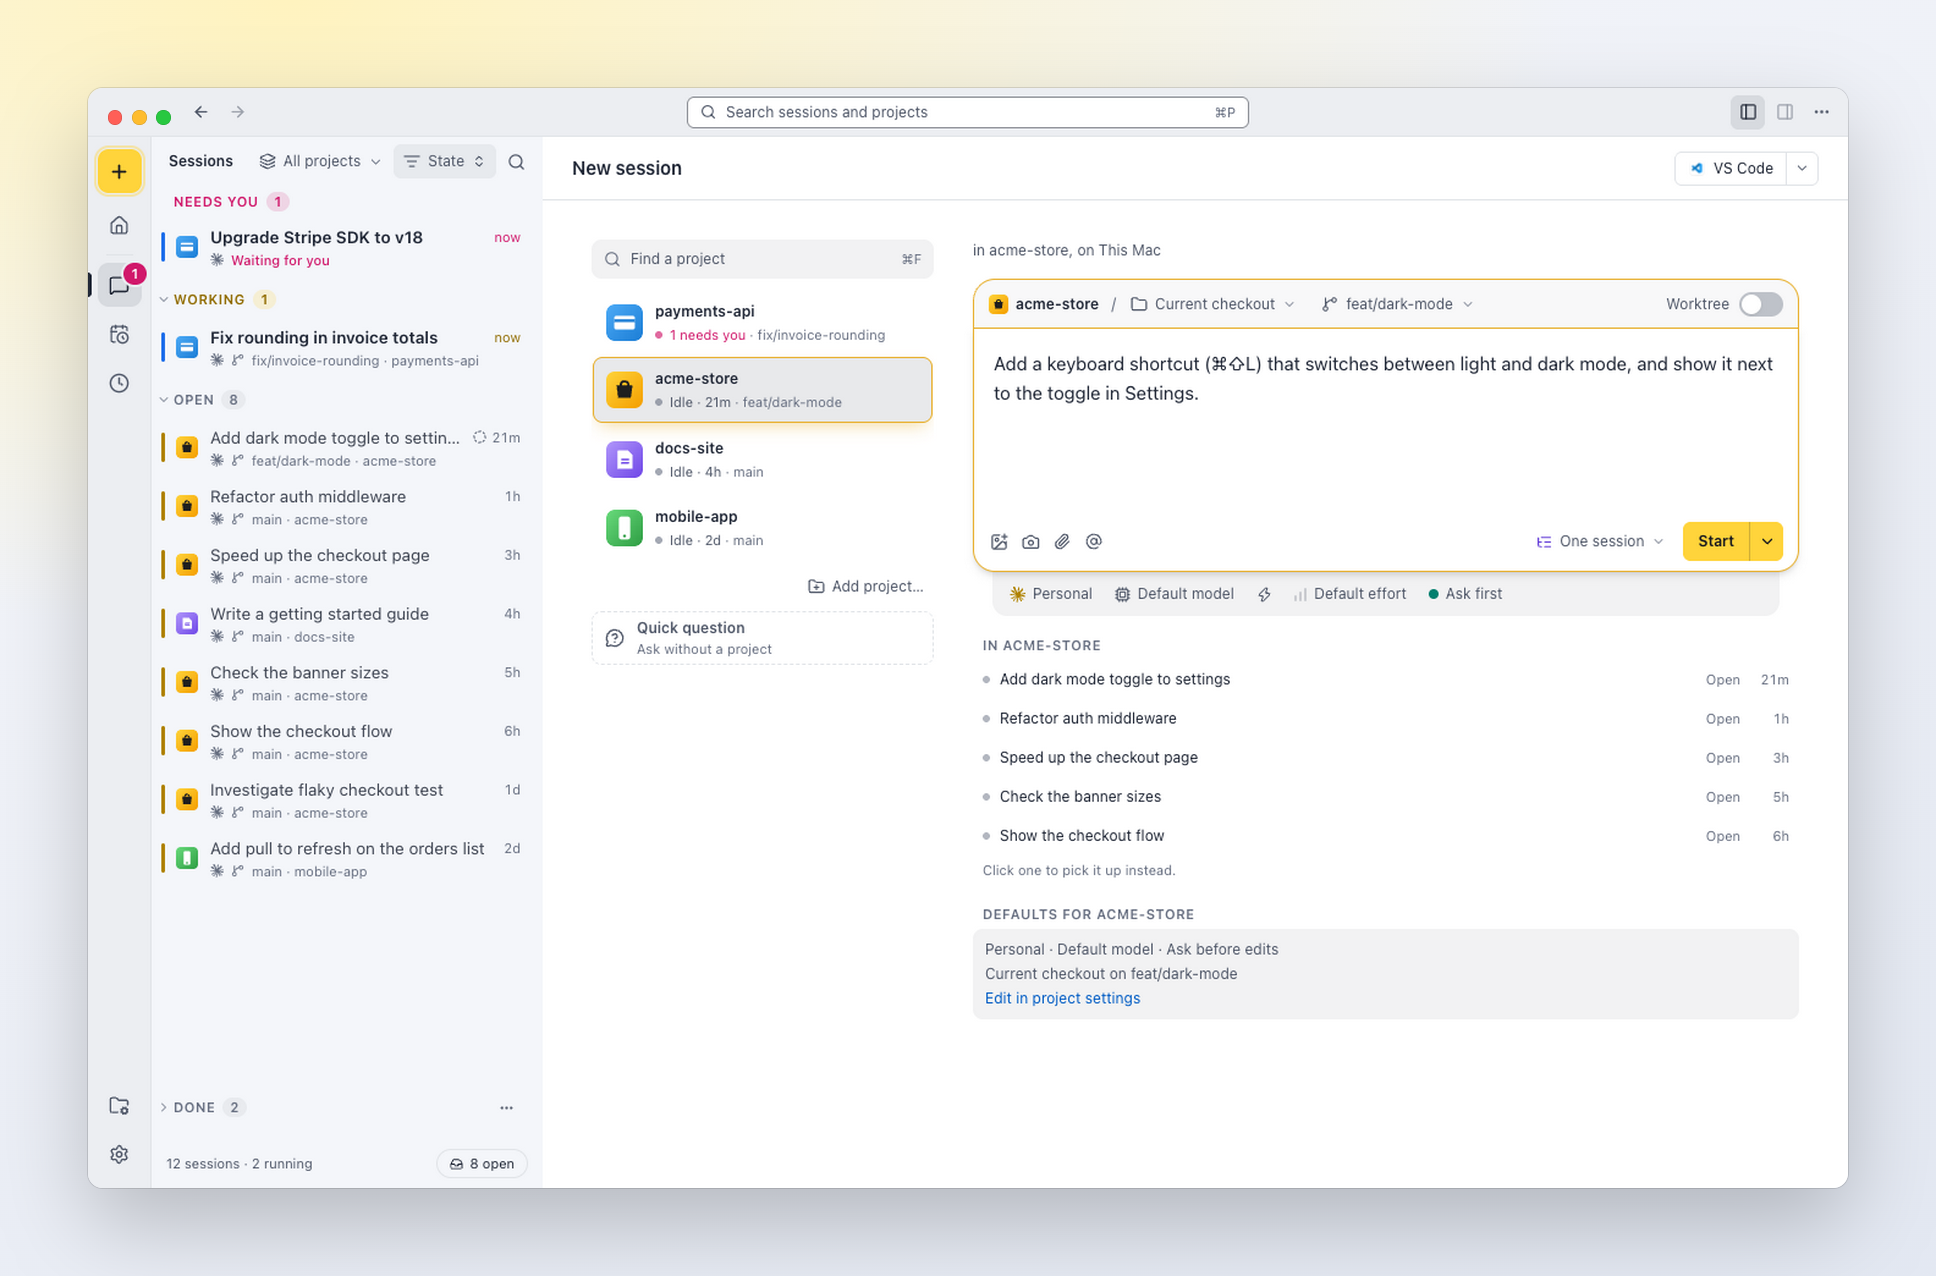 Search sessions and projects ⌘P
Sessions All projects State
NEEDS YOU 1
Upgrade Stripe SDK to v18 now
Waiting for you
1
WORKING 1
Fix rounding in invoice totals now
fix/invoice-rounding · payments-api
OPEN 8
Add dark mode toggle to settin... 21m
feat/dark-mode · acme-store
Refactor auth middleware 1h
main · acme-store
Speed up the checkout page 3h
main · acme-store
Write a getting started guide 4h
main · docs-site
Check the banner sizes 5h
main · acme-store
Show the checkout flow 6h
main · acme-store
Investigate flaky checkout test 1d
main · acme-store
Add pull to refresh on the orders list 2d
main · mobile-app
DONE 2
12 sessions · 2 running 8 open
New session VS Code
Find a project ⌘F
payments-api
1 needs you · fix/invoice-rounding
acme-store
Idle · 21m · feat/dark-mode
docs-site
Idle · 4h · main
mobile-app
Idle · 2d · main
Add project...
Quick question
Ask without a project
in acme-store, on This Mac
acme-store / Current checkout feat/dark-mode Worktree
Add a keyboard shortcut (⌘⇧L) that switches between light and dark mode, and show it next
to the toggle in Settings.
One session Start
Personal Default model Default effort Ask first
IN ACME-STORE
Add dark mode toggle to settings Open 21m
Refactor auth middleware Open 1h
Speed up the checkout page Open 3h
Check the banner sizes Open 5h
Show the checkout flow Open 6h
Click one to pick it up instead.
DEFAULTS FOR ACME-STORE
Personal · Default model · Ask before edits
Current checkout on feat/dark-mode
Edit in project settings